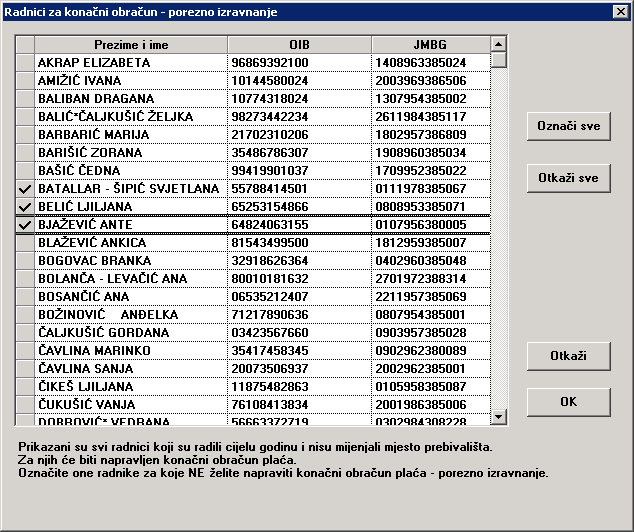 Radnici za konačni obračun - porezno izravnanje
Prezime i ime OIB JMBG
AKRAP ELIZABETA 96869392100 1408963385024
AMIŽIĆ IVANA 10144580024 2003969386506
BALIBAN DRAGANA 10774318024 1307954385002
BALIĆ*ČALJKUŠIĆ ŽELJKA 98273442234 2611984385117
BARBARIĆ MARIJA 21702310206 1802957386809
BARIŠIĆ ZORANA 35486786307 1908960385034
BAŠIĆ ČEDNA 99419901037 1709952385022
BATALLAR - ŠIPIĆ SVJETLANA 55788414501 0111978385067
BELIĆ LJILJANA 65253154866 0808953385071
BJAŽEVIĆ ANTE 64824063155 0107956380005
BLAŽEVIĆ ANKICA 81543499500 1812959385007
BOGOVAC BRANKA 32918626364 0402960385048
BOLANČA - LEVAČIĆ ANA 80010181632 2701972388314
BOSANČIĆ ANA 06535212407 2211957385069
BOŽINOVIĆ ANĐELKA 71217890636 0807954385001
ČALJKUŠIĆ GORDANA 03423567660 0903957385028
ČAVLINA MARINKO 35417458345 0902962380089
ČAVLINA SANJA 20073506937 2002962385001
ČIKEŠ LJILJANA 11875482863 0105958385087
ČUKUŠIĆ VANJA 76108413834 2001986385006
DOBROVIĆ* VEDRANA 56663372719 0302984308228
Označi sve
Otkaži sve
Otkaži
OK
Prikazani su svi radnici koji su radili cijelu godinu i nisu mijenjali mjesto prebivališta.
Za njih će biti napravljen konačni obračun plaća.
Označite one radnike za koje NE želite napraviti konačni obračun plaća - porezno izravnanje.